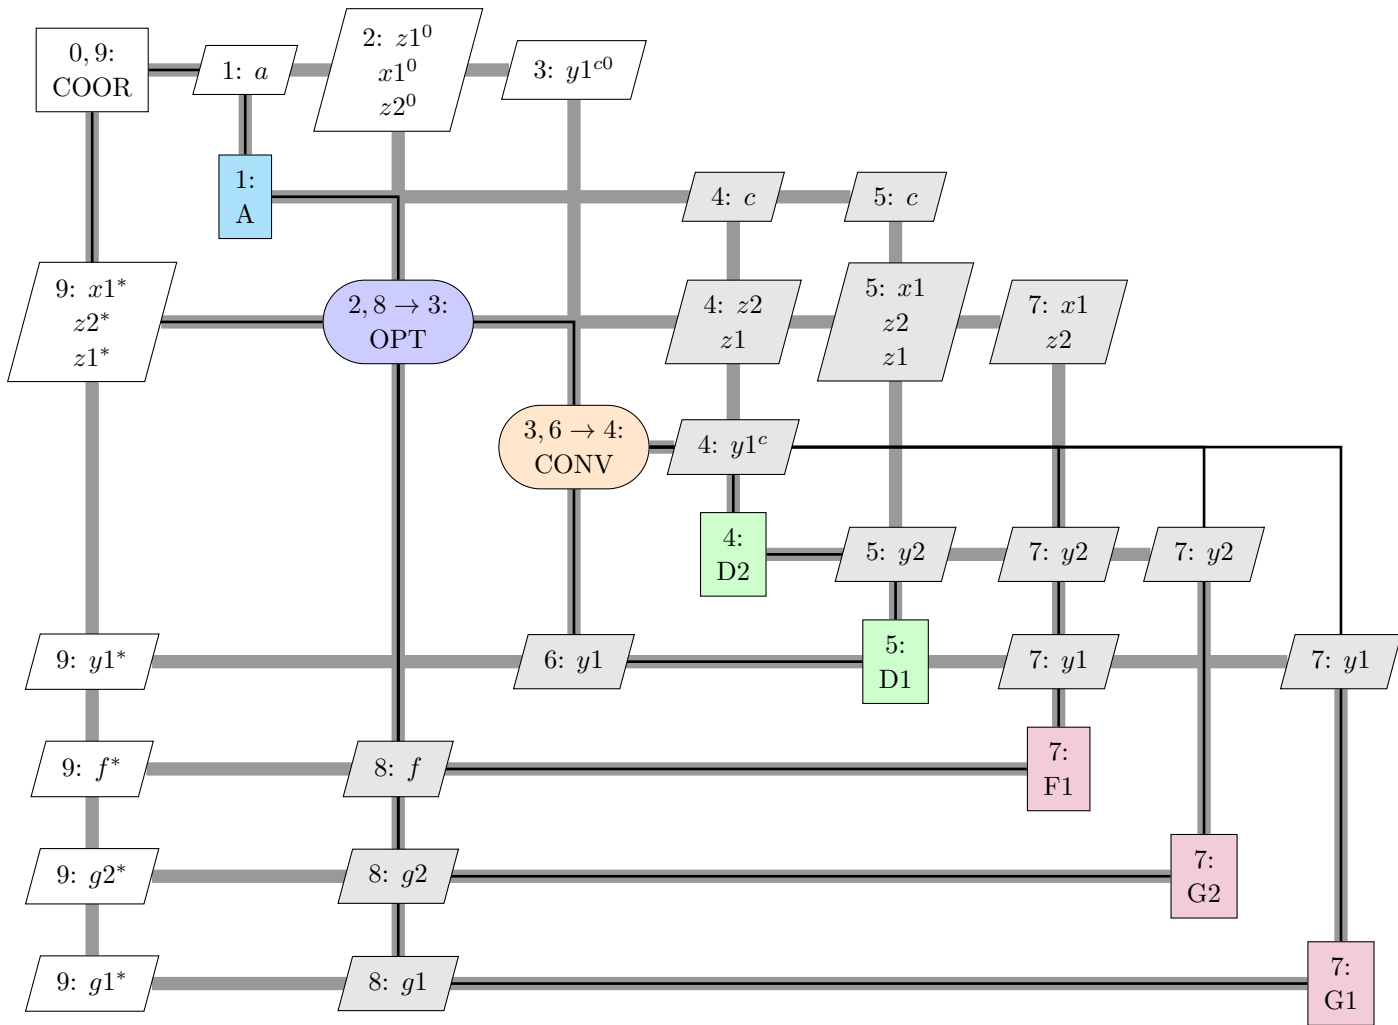 0, 9:
COOR
1: a
2: z1⁰
x1⁰
z2⁰
3: y1ᶜ⁰
1:
A
4: c
5: c
9: x1*
z2*
z1*
2, 8 → 3:
OPT
4: z2
z1
5: x1
z2
z1
7: x1
z2
3, 6 → 4:
CONV
4: y1ᶜ
4:
D2
5: y2
7: y2
7: y2
9: y1*
6: y1
5:
D1
7: y1
7: y1
9: f*
8: f
7:
F1
9: g2*
8: g2
7:
G2
9: g1*
8: g1
7:
G1